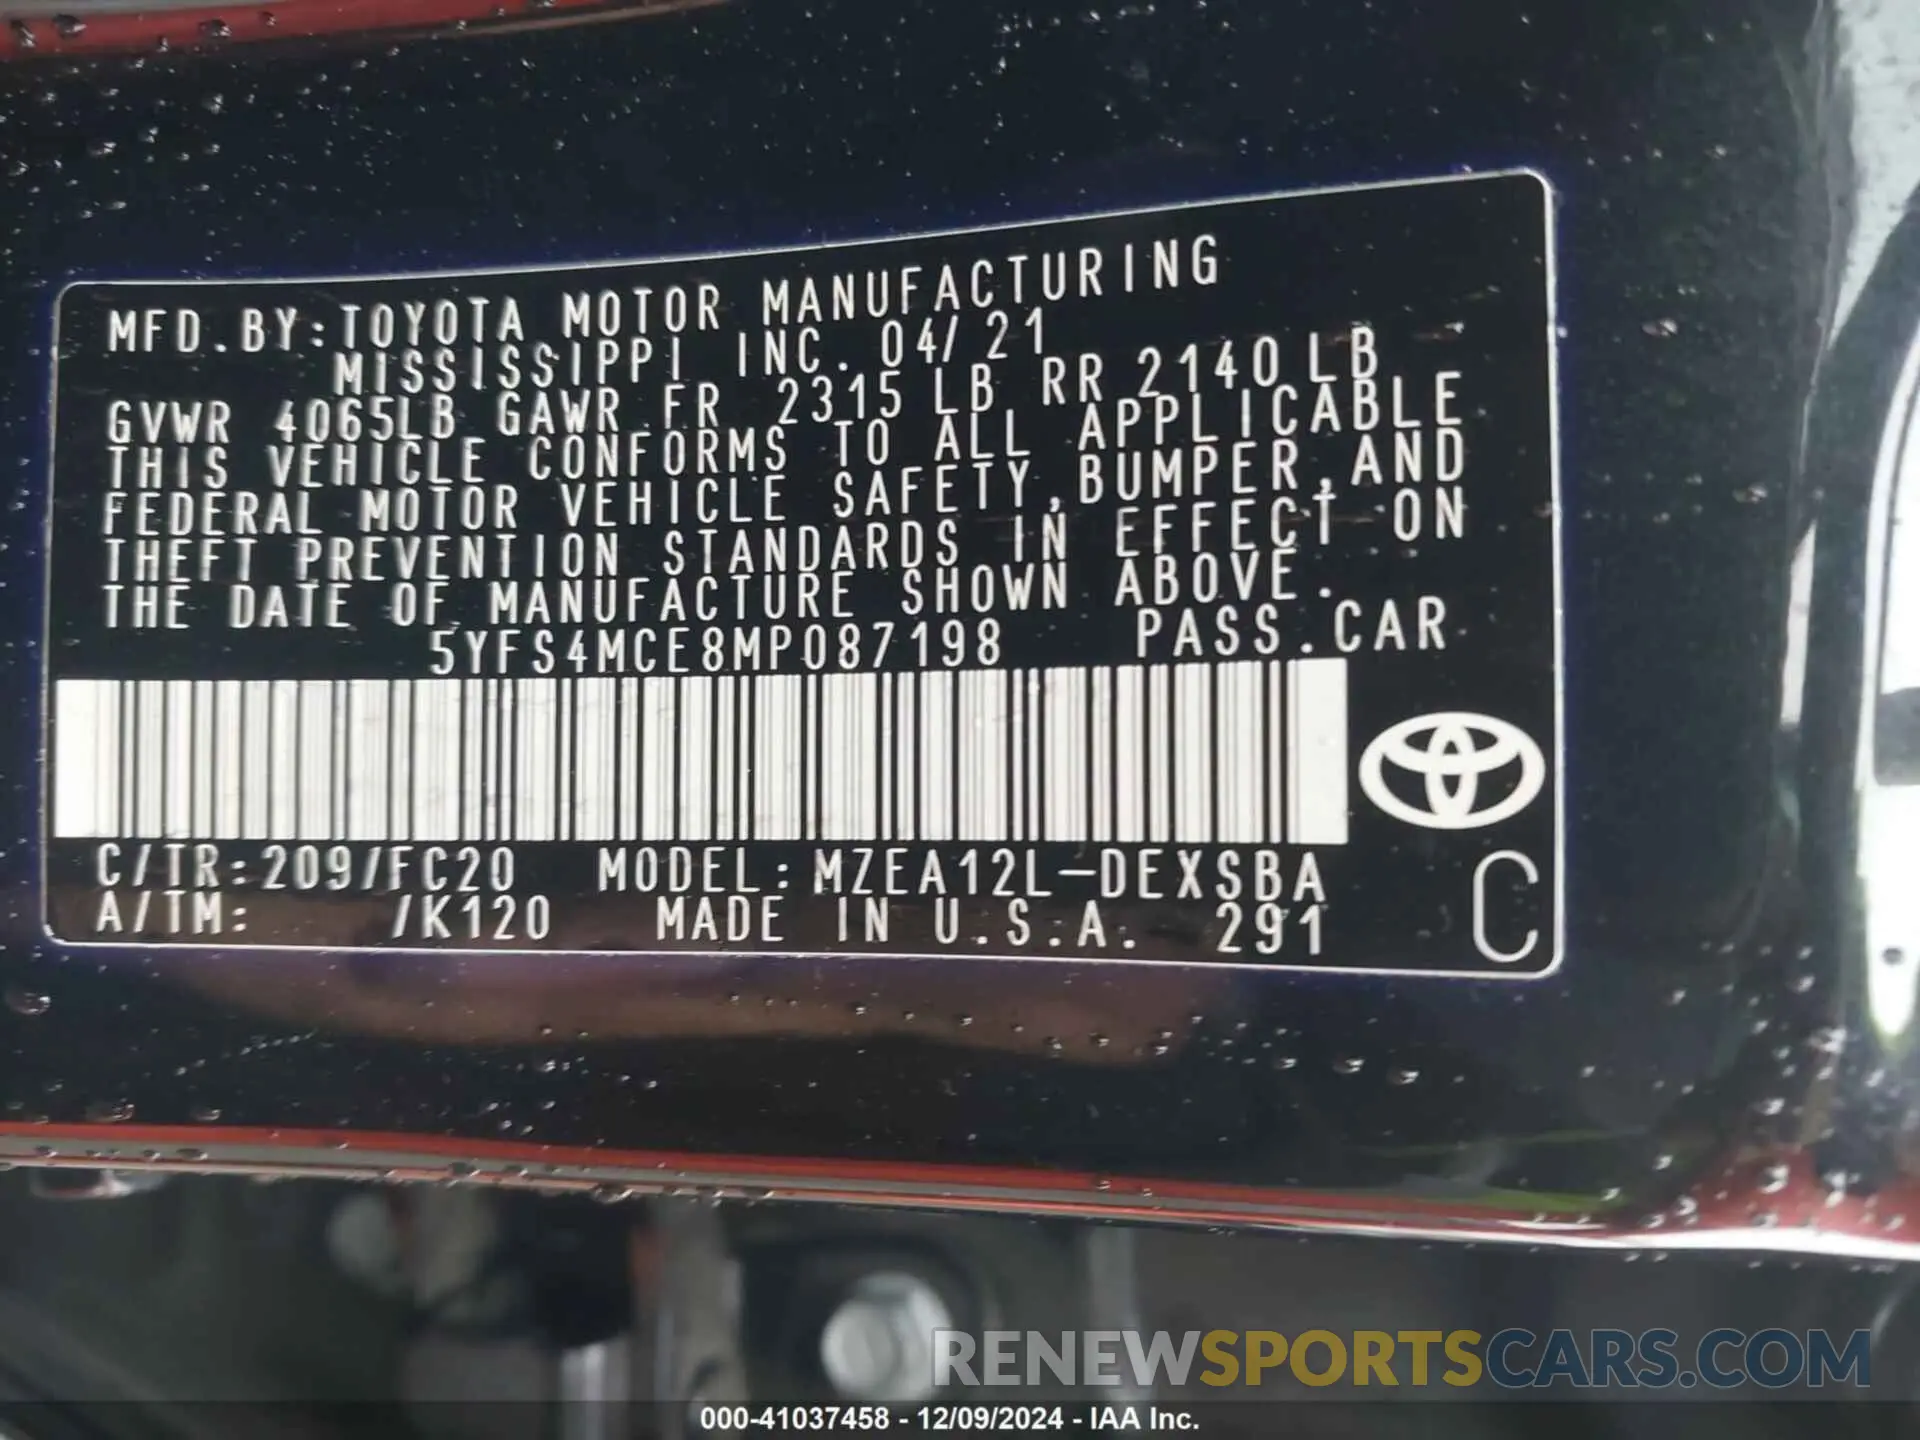 MFD.BY:TOYOTA MOTOR MANUFACTURING
MISSISSIPPI INC. 04/21
GVWR 4065LB GAWR FR 2315 LB RR 2140LB
THIS VEHICLE CONFORMS TO ALL APPLICABLE
FEDERAL MOTOR VEHICLE SAFETY,BUMPER,AND
THEFT PREVENTION STANDARDS IN EFFECT ON
THE DATE OF MANUFACTURE SHOWN ABOVE.
5YFS4MCE8MP087198 PASS.CAR
C/TR:209/FC20 MODEL:MZEA12L-DEXSBA
A/TM: /K120 MADE IN U.S.A. 291
C
RENEWSPORTSCARS.COM
000-41037458 - 12/09/2024 - IAA Inc.